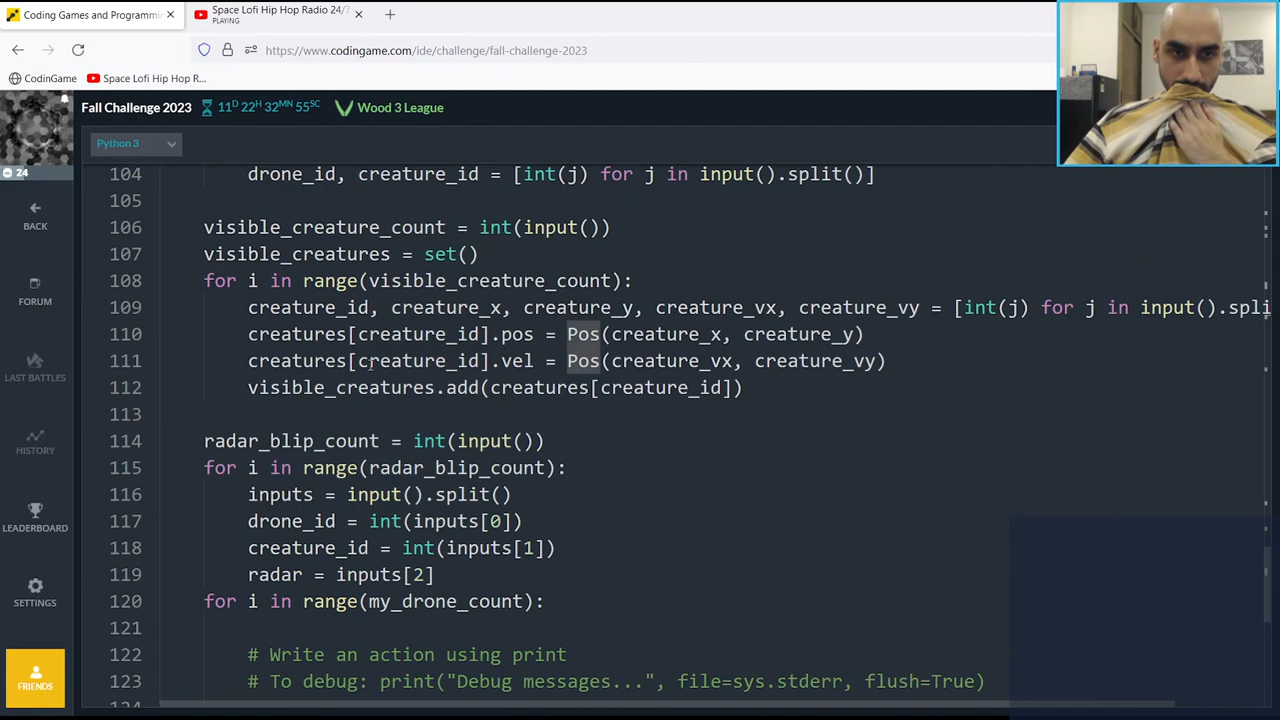 Coding Games and Programmin
Space Lofi Hip Hop Radio 24/7
PLAYING
https://www.codingame.com/ide/challenge/fall-challenge-2023
CodinGame
Space Lofi Hip Hop R...
Fall Challenge 2023
11D 22H 32MN 55SC
Wood 3 League
Python 3
24
BACK
FORUM
LAST BATTLES
HISTORY
LEADERBOARD
SETTINGS
FRIENDS
104 drone_id, creature_id = [int(j) for j in input().split()]
105
106 visible_creature_count = int(input())
107 visible_creatures = set()
108 for i in range(visible_creature_count):
109 creature_id, creature_x, creature_y, creature_vx, creature_vy = [int(j) for j in input().spli
110 creatures[creature_id].pos = Pos(creature_x, creature_y)
111 creatures[creature_id].vel = Pos(creature_vx, creature_vy)
112 visible_creatures.add(creatures[creature_id])
113
114 radar_blip_count = int(input())
115 for i in range(radar_blip_count):
116 inputs = input().split()
117 drone_id = int(inputs[0])
118 creature_id = int(inputs[1])
119 radar = inputs[2]
120 for i in range(my_drone_count):
121
122 # Write an action using print
123 # To debug: print("Debug messages...", file=sys.stderr, flush=True)